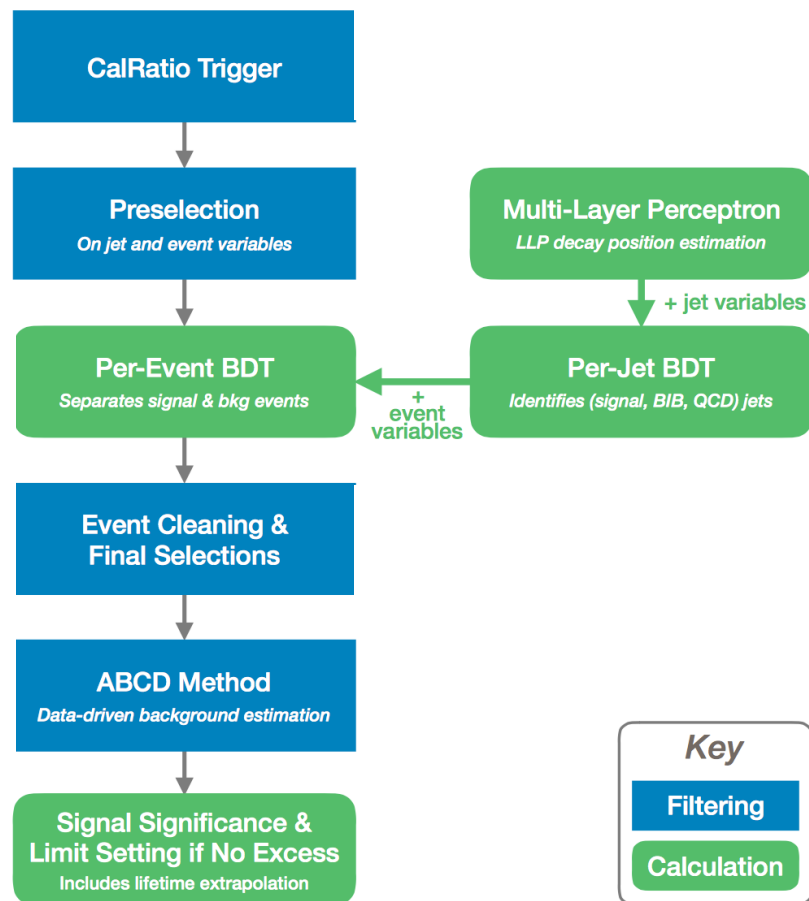 CalRatio Trigger
Preselection
On jet and event variables
Multi-Layer Perceptron
LLP decay position estimation
+ jet variables
Per-Event BDT
Separates signal & bkg events
+
event
variables
Per-Jet BDT
Identifies (signal, BIB, QCD) jets
Event Cleaning &
Final Selections
ABCD Method
Data-driven background estimation
Signal Significance &
Limit Setting if No Excess
Includes lifetime extrapolation
Key
Filtering
Calculation